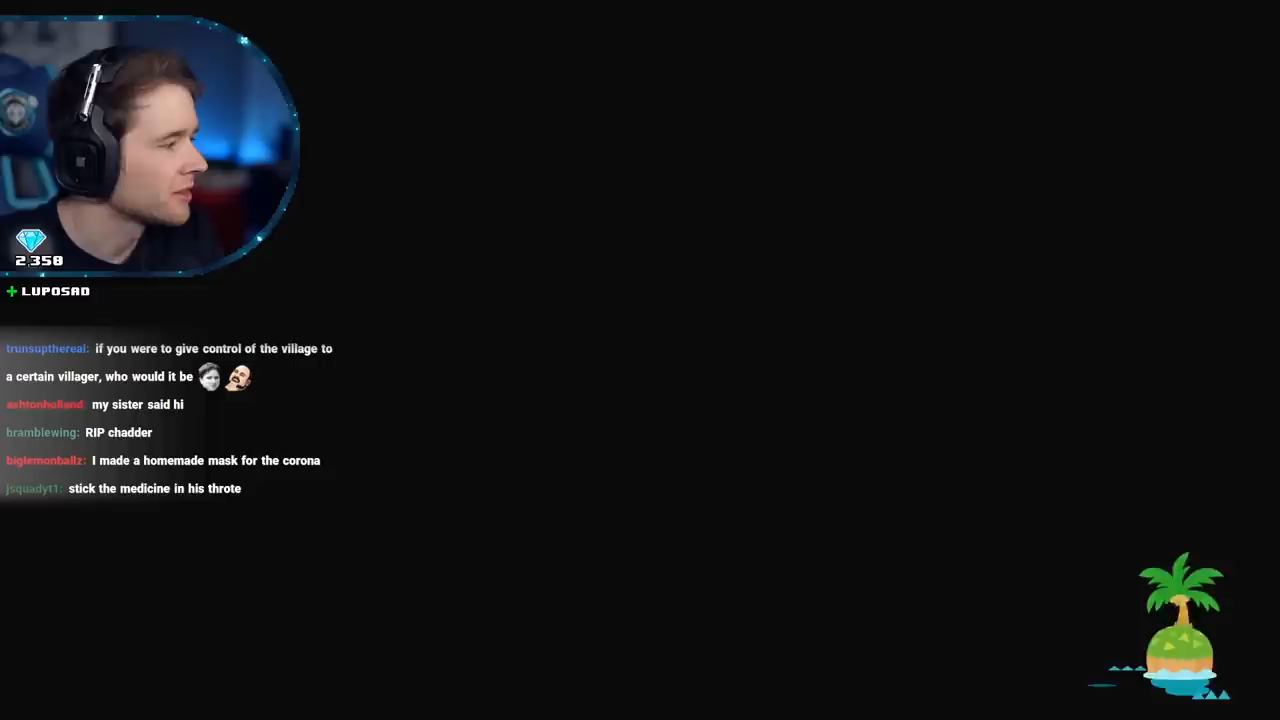 2,358
+ LUPOSAD
trunsupthereal: if you were to give control of the village to
a certain villager, who would it be
ashtonholland: my sister said hi
bramblewing: RIP chadder
biglemonballz: I made a homemade mask for the corona
jsquadyt1: stick the medicine in his throte